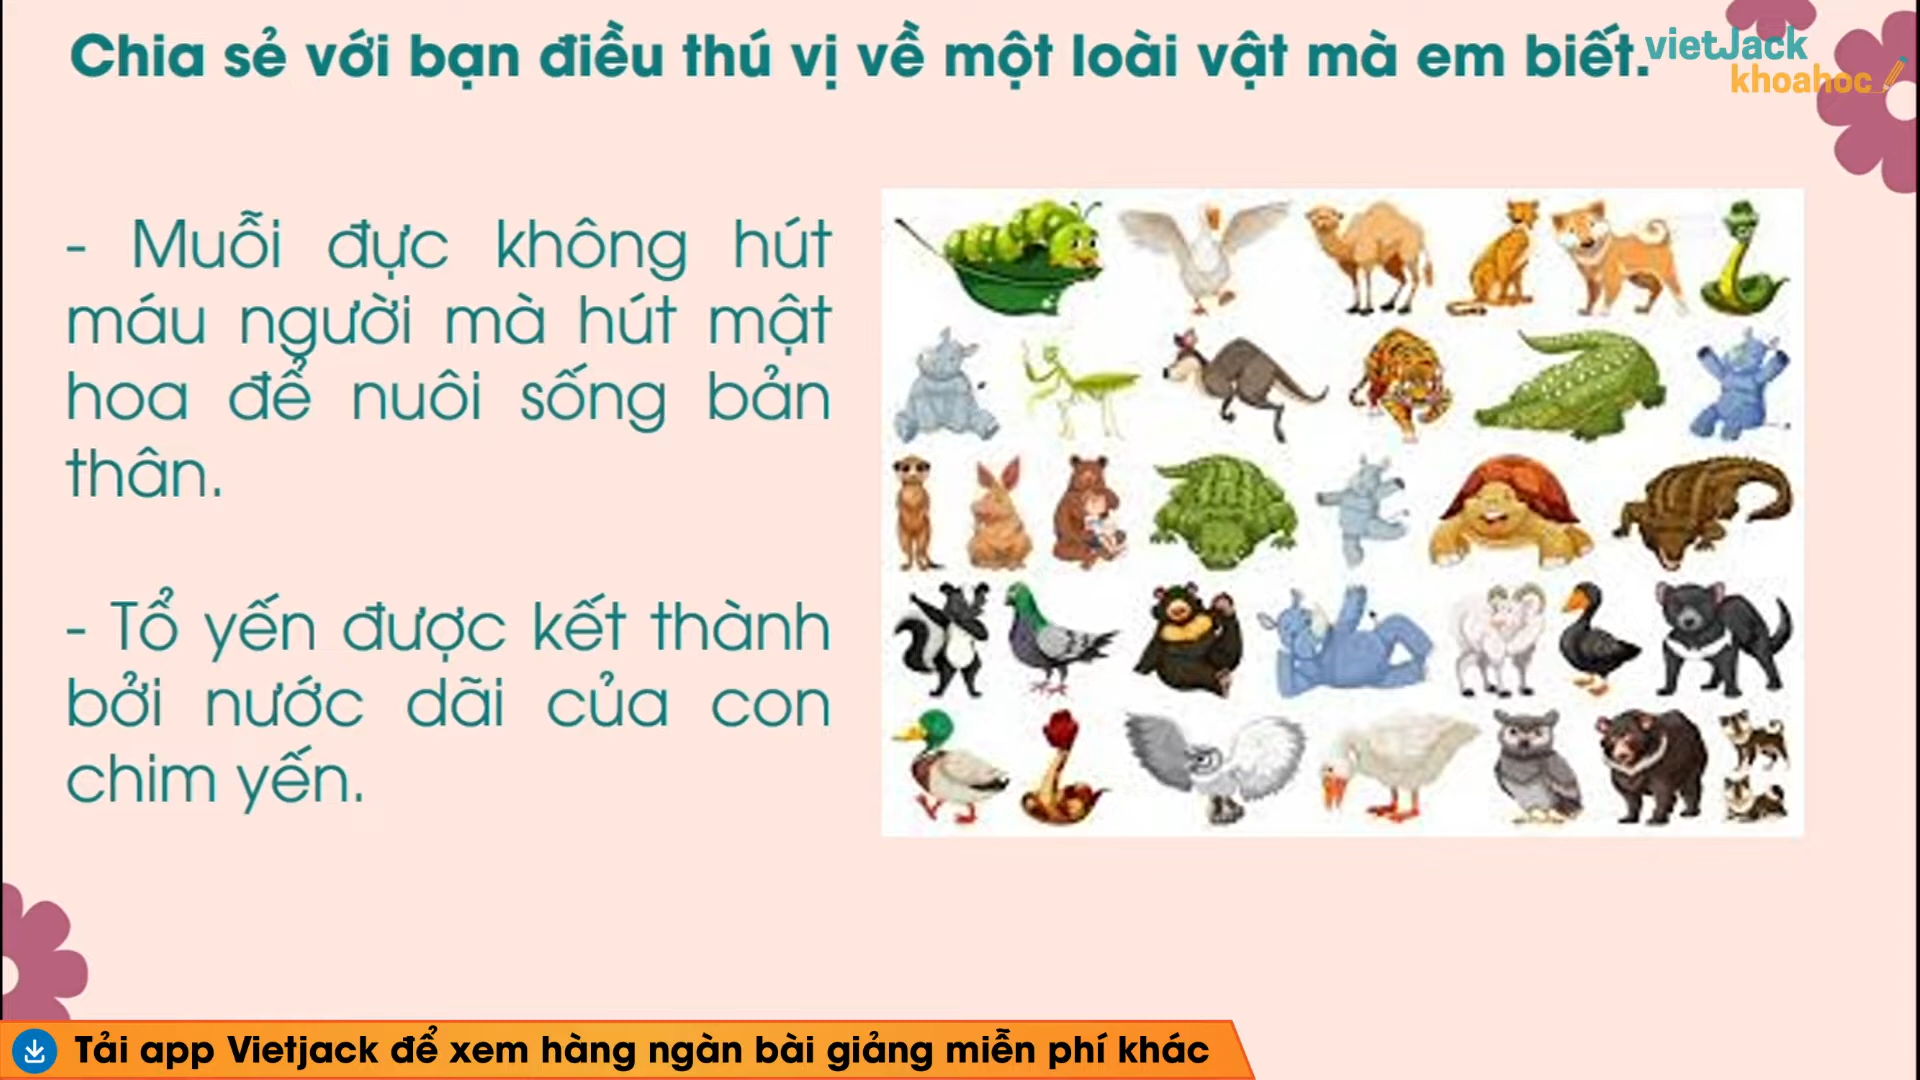 Chia sẻ với bạn điều thú vị về một loài vật mà em biết.
vietJack
khoahoc
- Muỗi đực không hút
máu người mà hút mật
hoa để nuôi sống bản
thân.
- Tổ yến được kết thành
bởi nước dãi của con
chim yến.
Tải app Vietjack để xem hàng ngàn bài giảng miễn phí khác